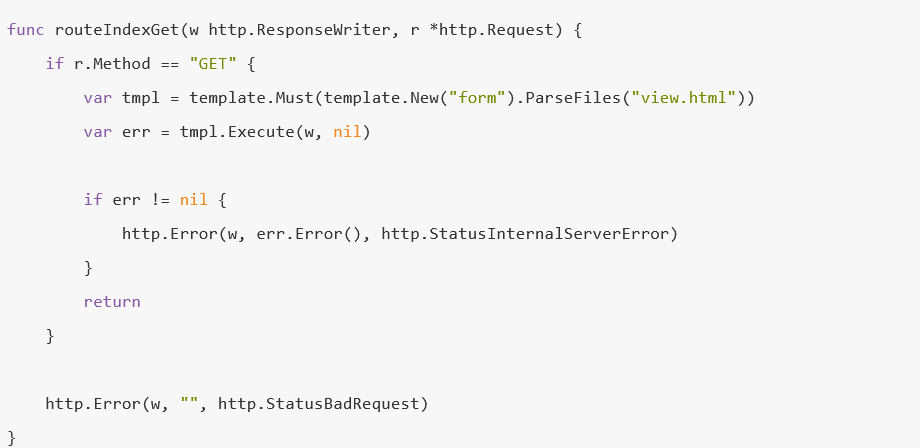 func routeIndexGet(w http.ResponseWriter, r *http.Request) {
    if r.Method == "GET" {
        var tmpl = template.Must(template.New("form").ParseFiles("view.html"))
        var err = tmpl.Execute(w, nil)

        if err != nil {
            http.Error(w, err.Error(), http.StatusInternalServerError)
        }
        return
    }

    http.Error(w, "", http.StatusBadRequest)
}